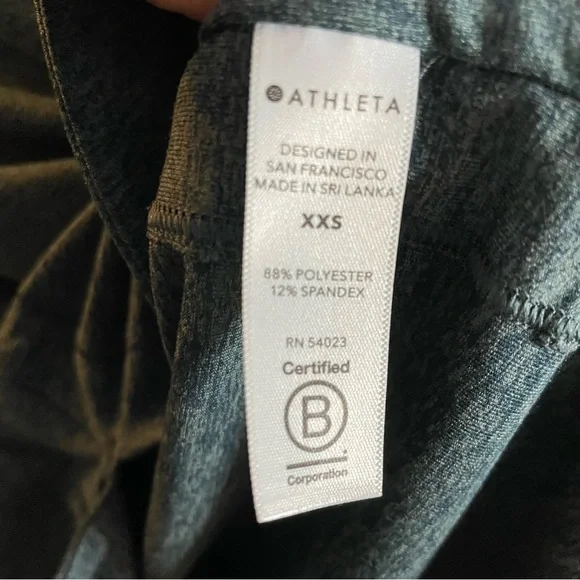 ATHLETA
DESIGNED IN
SAN FRANCISCO
MADE IN SRI LANKA
XXS
88% POLYESTER
12% SPANDEX
RN 54023
Certified
B
Corporation